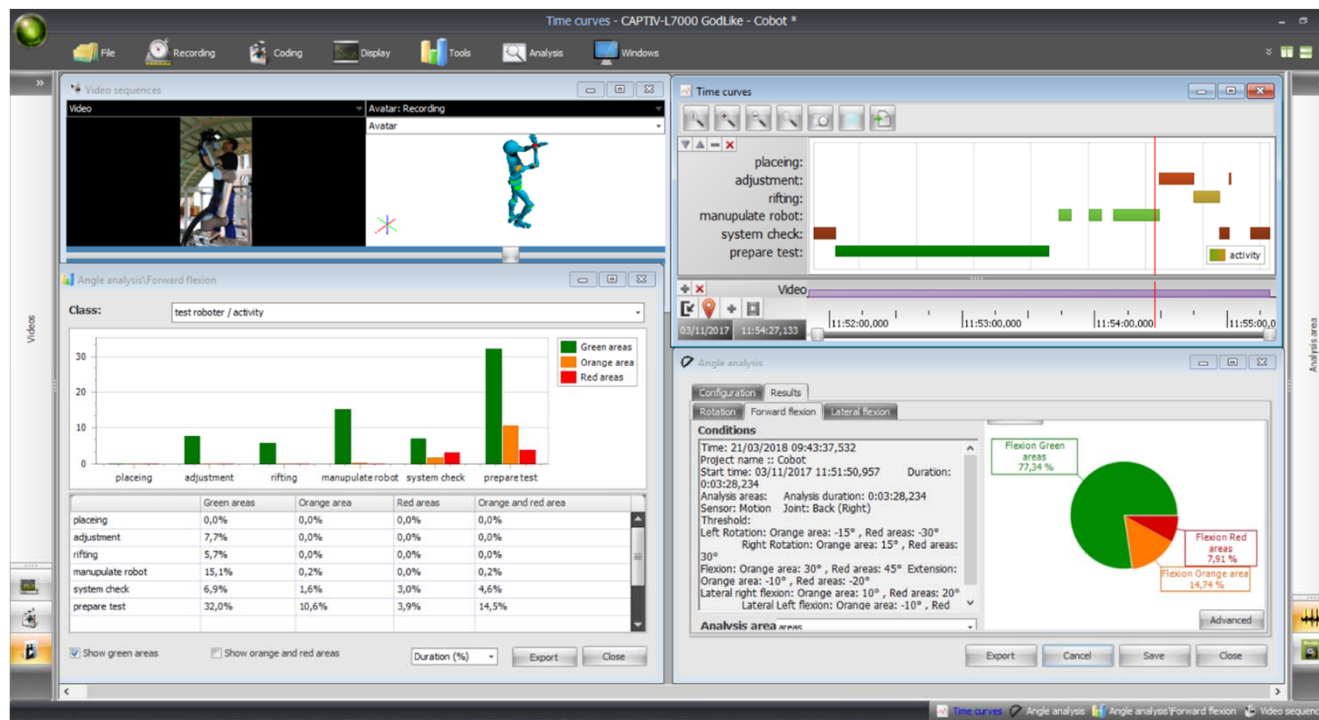 Time curves - CAPTIV-L7000 GodLike - Cobot *
File Recording Coding Display Tools Analysis Windows
Videos
Video sequences
Video Avatar: Recording
Avatar
Time curves
placeing:
adjustment:
rifting:
manupulate robot:
system check:
prepare test:
activity
Video
03/11/2017 11:54:27,133
11:52:00,000 11:53:00,000 11:54:00,000 11:55:00,0
Analysis area
Angle analysis\Forward flexion
Class: test roboter / activity
30
20
10
0
Green areas
Orange area
Red areas
placeing adjustment rifting manupulate robot system check prepare test
Green areas Orange area Red areas Orange and red area
placeing 0,0% 0,0% 0,0% 0,0%
adjustment 7,7% 0,0% 0,0% 0,0%
rifting 5,7% 0,0% 0,0% 0,0%
manupulate robot 15,1% 0,2% 0,0% 0,2%
system check 6,9% 1,6% 3,0% 4,6%
prepare test 32,0% 10,6% 3,9% 14,5%
Show green areas Show orange and red areas Duration (%) Export Close
Angle analysis
Configuration Results
Rotation Forward flexion Lateral flexion
Conditions
Time: 21/03/2018 09:43:37,532
Project name :: Cobot
Start time: 03/11/2017 11:51:50,957 Duration:
0:03:28,234
Analysis areas: Analysis duration: 0:03:28,234
Sensor: Motion Joint: Back (Right)
Threshold:
Left Rotation: Orange area: -15° , Red areas: -30°
Right Rotation: Orange area: 15° , Red areas:
30°
Flexion: Orange area: 30° , Red areas: 45° Extension:
Orange area: -10° , Red areas: -20°
Lateral right flexion: Orange area: 10° , Red areas: 20°
Lateral Left flexion: Orange area: -10° , Red
Analysis area areas
Flexion Green
areas
77,34 %
Flexion Red
areas
7,91 %
Flexion Orange area
14,74 %
Advanced
Export Cancel Save Close
Time curves Angle analysis Angle analysis\Forward flexion Video sequenc